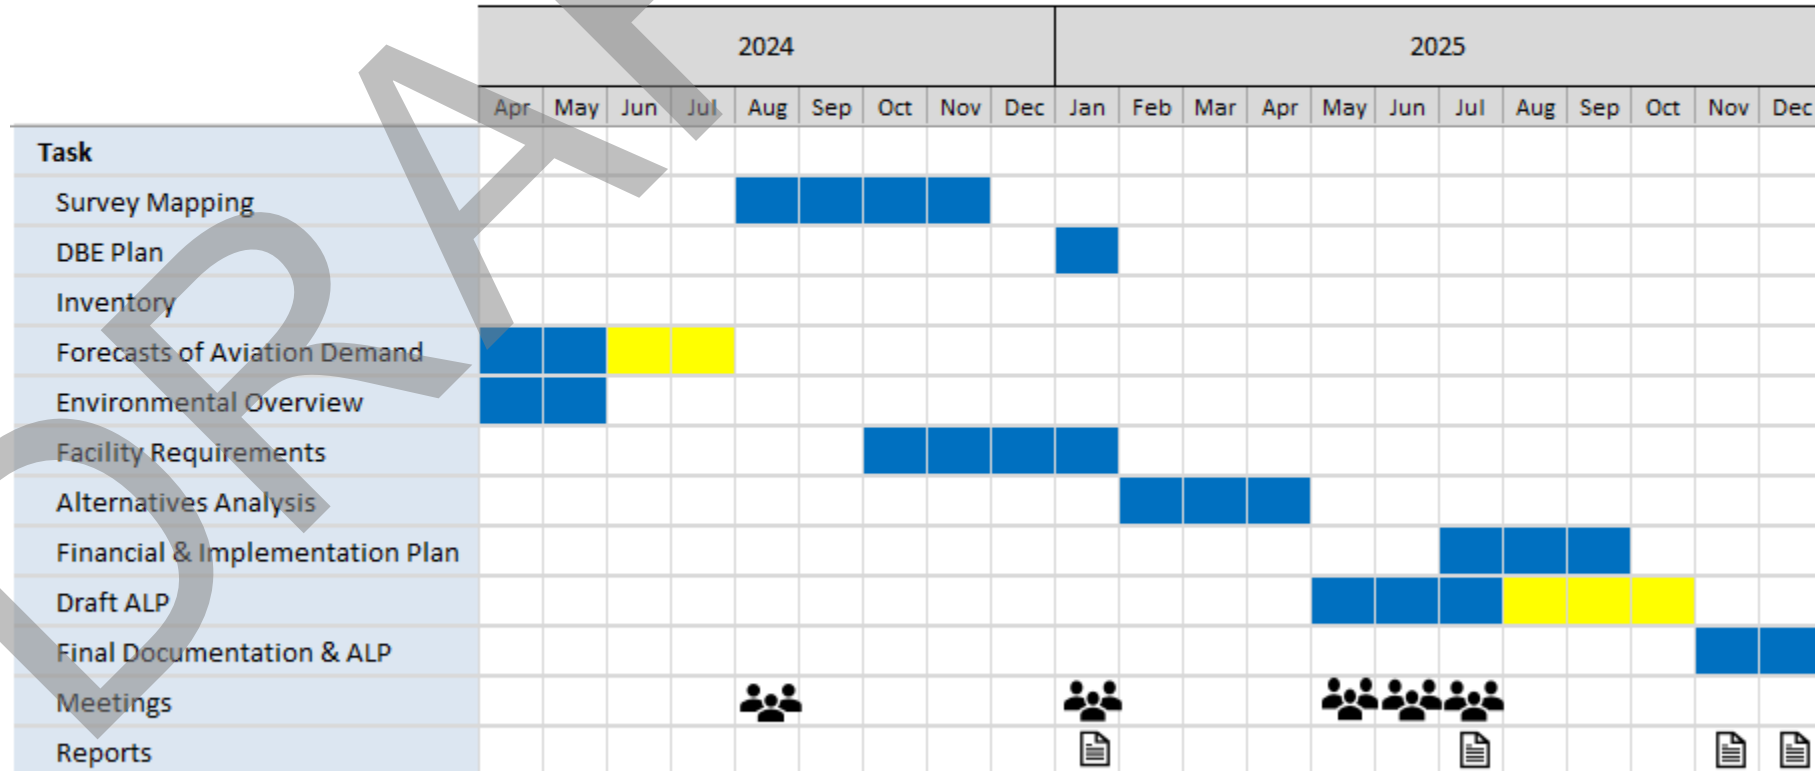 2024 2025
Apr May Jun Jul Aug Sep Oct Nov Dec Jan Feb Mar Apr May Jun Jul Aug Sep Oct Nov Dec
Task
Survey Mapping
DBE Plan
Inventory
Forecasts of Aviation Demand
Environmental Overview
Facility Requirements
Alternatives Analysis
Financial & Implementation Plan
Draft ALP
Final Documentation & ALP
Meetings
Reports
DRA